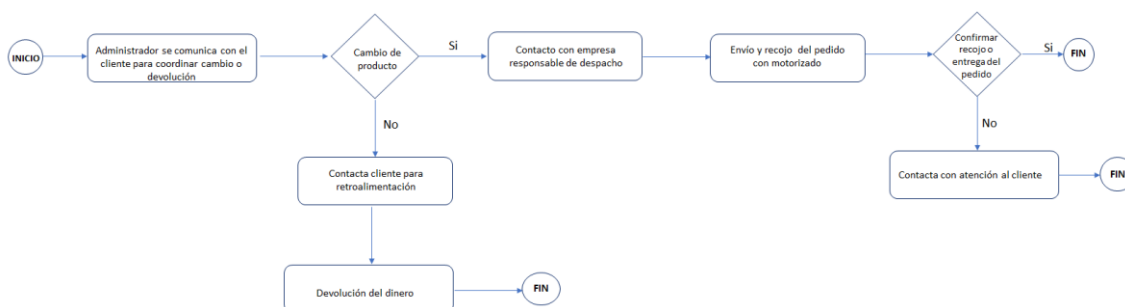 INICIO
Administrador se comunica con el
cliente para coordinar cambio o
devolución
Cambio de
producto
Si
Contacto con empresa
responsable de despacho
Envío y recojo del pedido
con motorizado
Confirmar
recojo o
entrega del
pedido
Si
FIN
No
Contacta cliente para
retroalimentación
No
Contacta con atención al cliente
FIN
Devolución del dinero
FIN